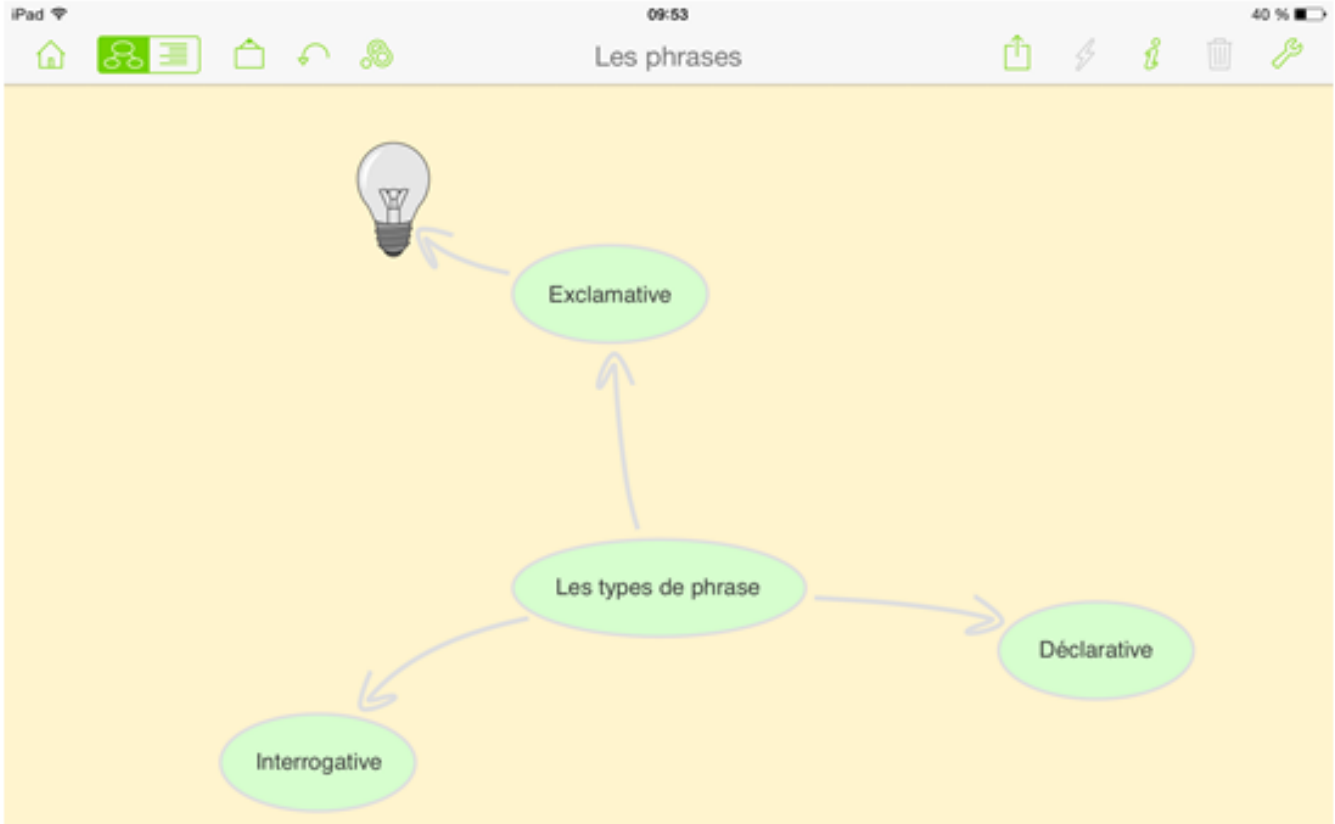 iPad
09:53
40 %
Les phrases
Exclamative
Les types de phrase
Déclarative
Interrogative